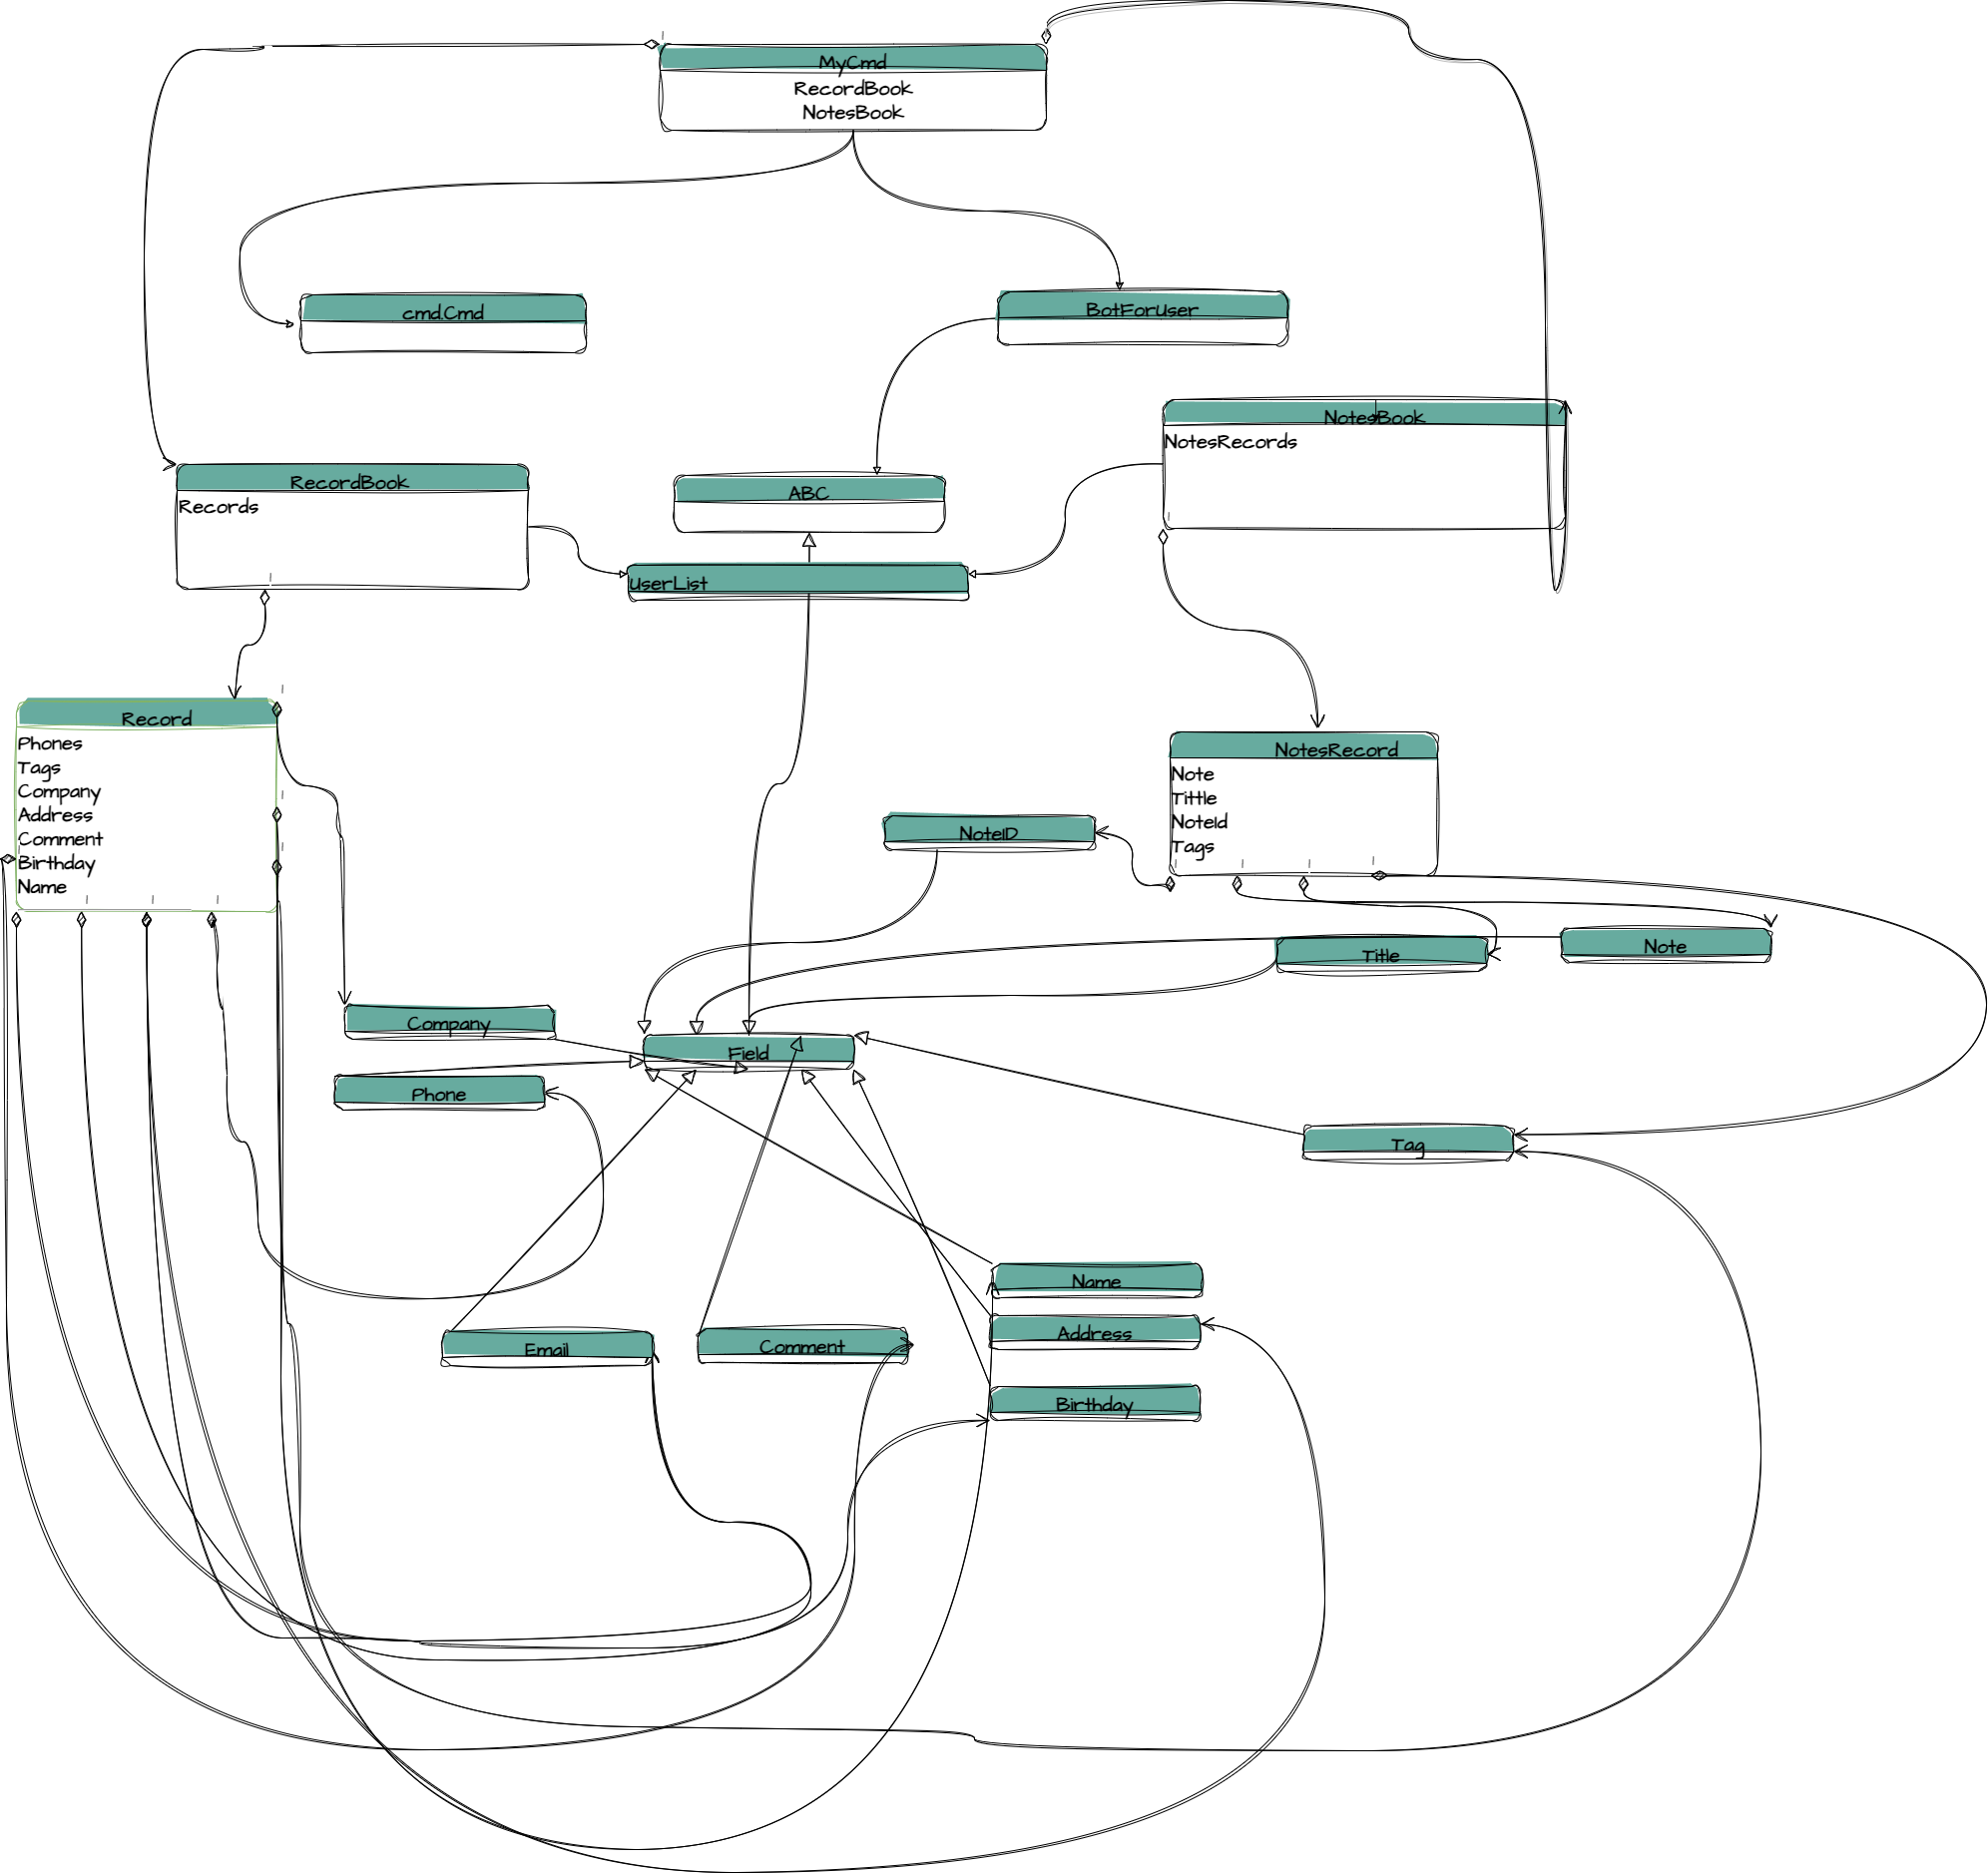 MyCmd
RecordBook
NotesBook
cmd.Cmd
BotForUser
NotesBook
NotesRecords
RecordBook
Records
ABC
UserList
Record
Phones
Tags
Company
Address
Comment
Birthday
Name
NotesRecord
Note
Tittle
NoteId
Tags
NoteID
Title
Note
Company
Field
Phone
Tag
Name
Address
Email
Comment
Birthday